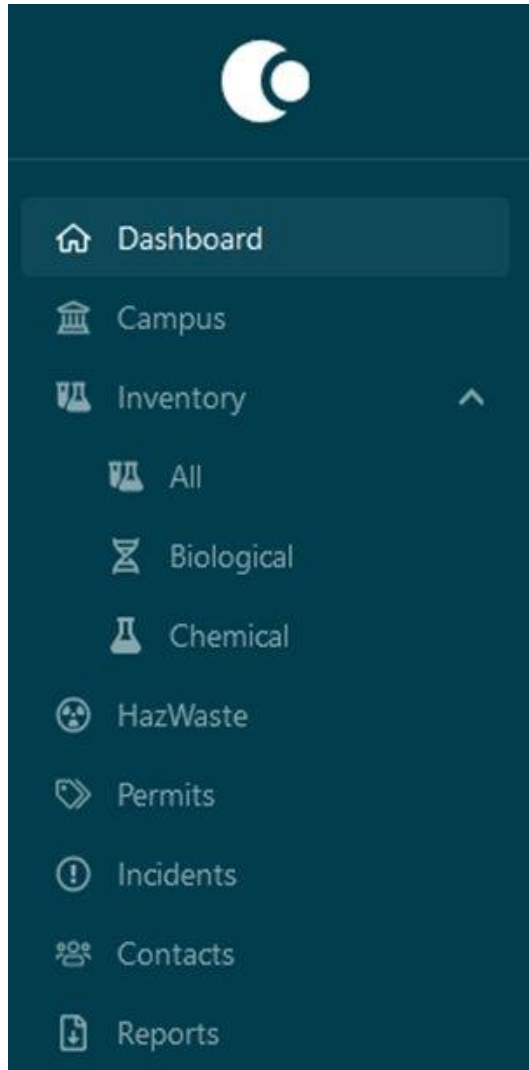 Dashboard
Campus
Inventory
All
Biological
Chemical
HazWaste
Permits
Incidents
Contacts
Reports